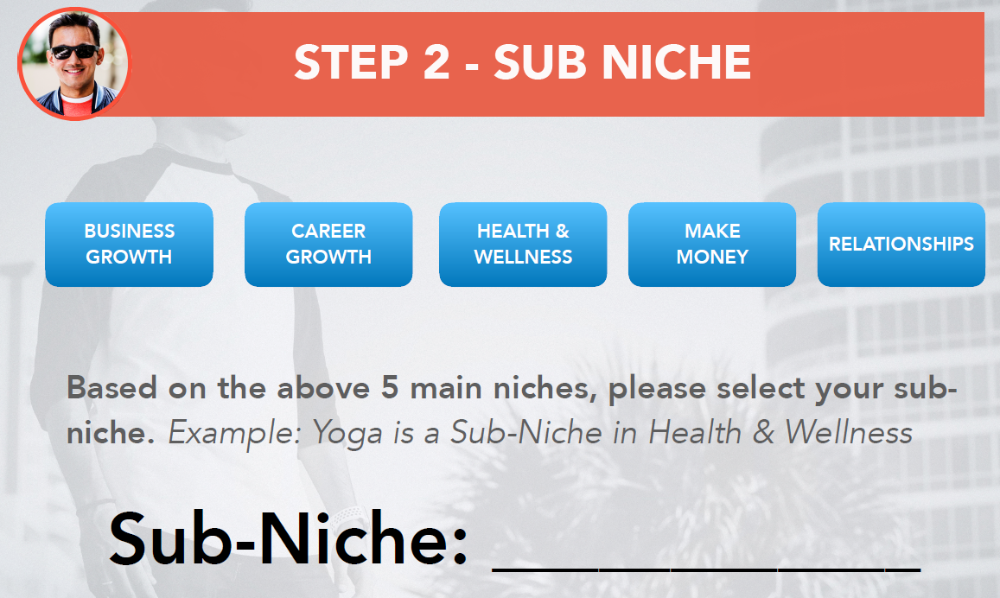 STEP 2 - SUB NICHE
BUSINESS
GROWTH
CAREER
GROWTH
HEALTH &
WELLNESS
MAKE
MONEY
RELATIONSHIPS
Based on the above 5 main niches, please select your sub-
niche. Example: Yoga is a Sub-Niche in Health & Wellness
Sub-Niche: ____________